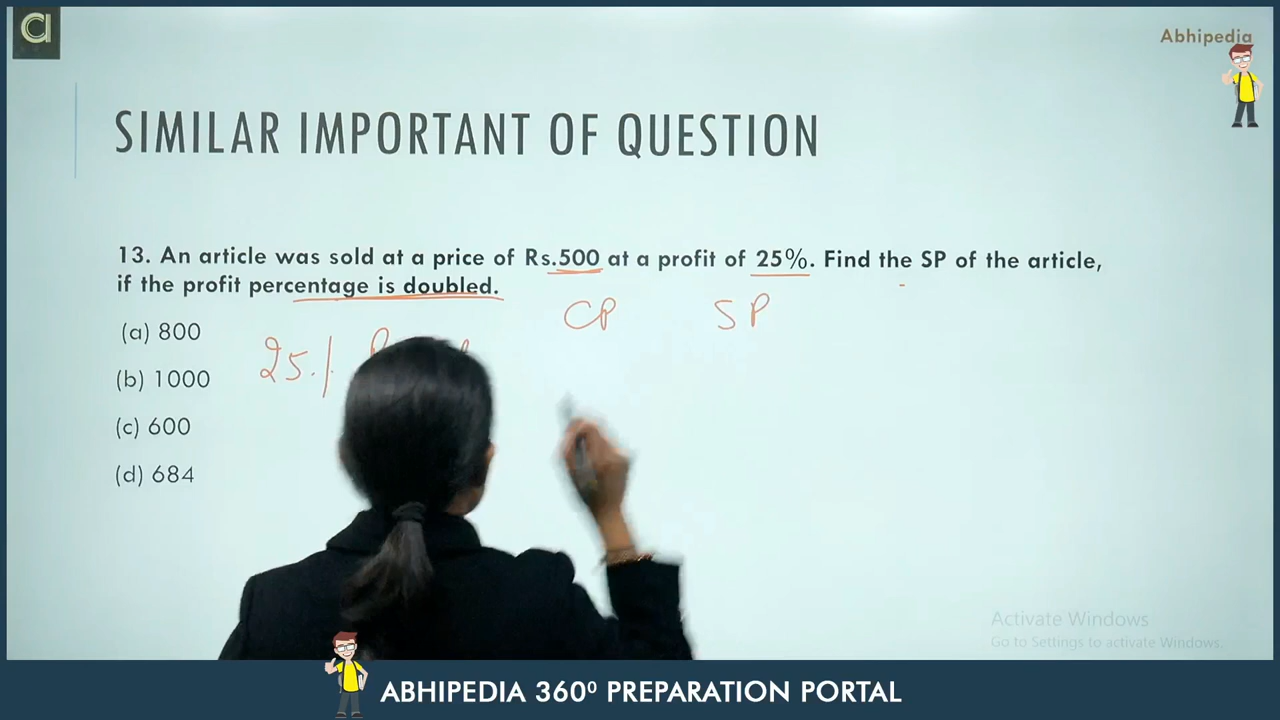 a
Abhipedia
SIMILAR IMPORTANT OF QUESTION
13. An article was sold at a price of Rs.500 at a profit of 25%. Find the SP of the article,
if the profit percentage is doubled.
CP SP
(a) 800
25%
(b) 1000
(c) 600
(d) 684
Activate Windows
Go to Settings to activate Windows.
ABHIPEDIA 360⁰ PREPARATION PORTAL